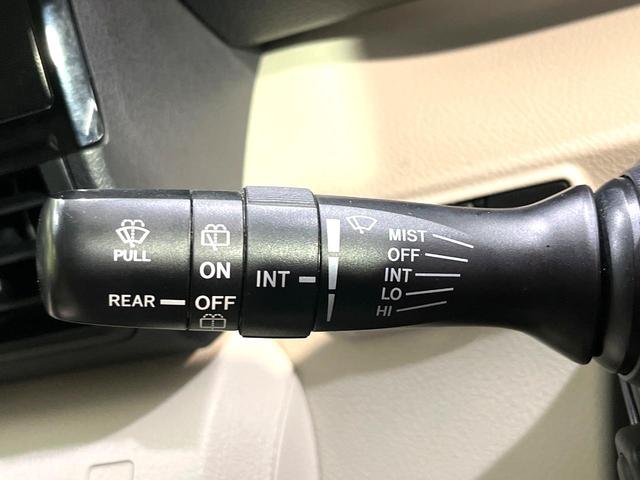 PULL
REAR
ON
OFF
INT
MIST
OFF
INT
LO
HI